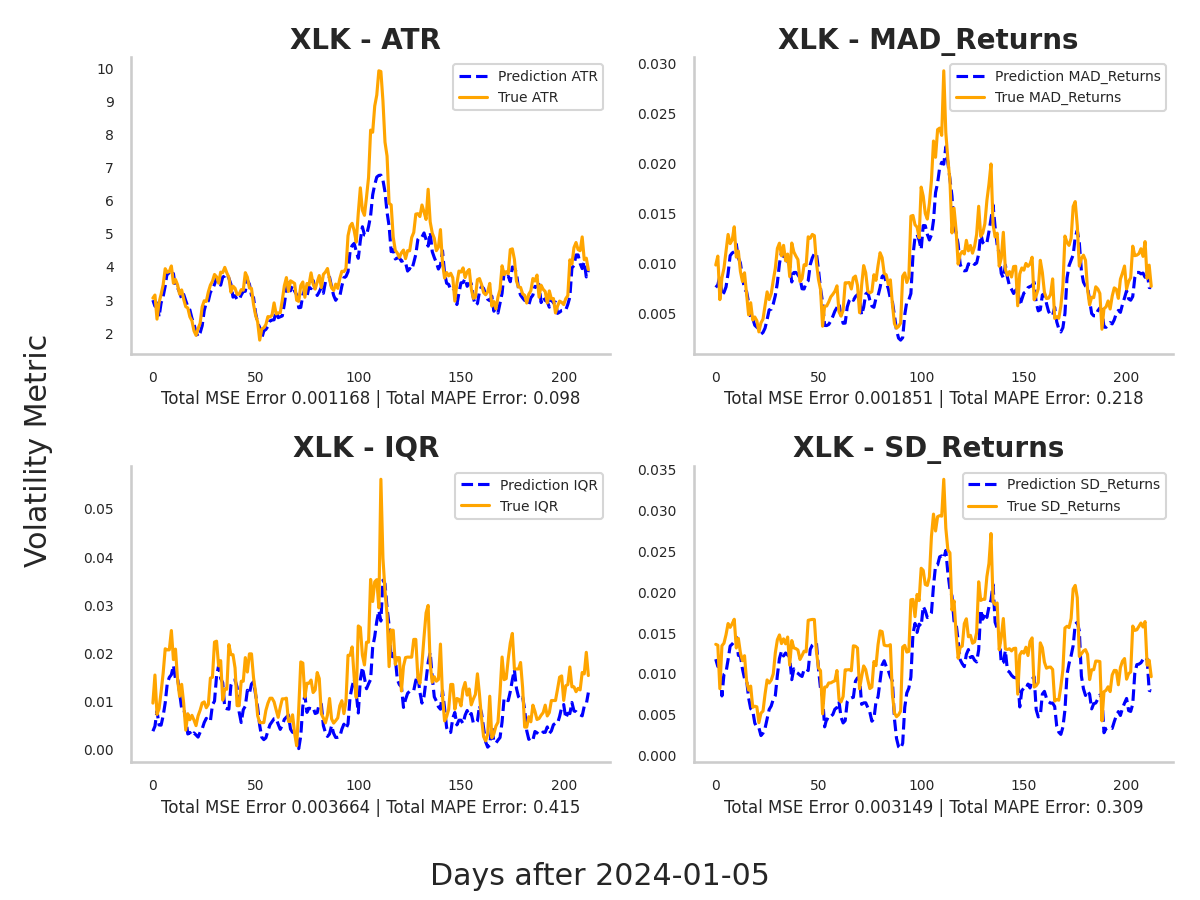 XLK - ATR
10
9
8
7
6
5
4
3
2
Prediction ATR
True ATR
0 50 100 150 200
Total MSE Error 0.001168 | Total MAPE Error: 0.098
XLK - MAD_Returns
0.030
0.025
0.020
0.015
0.010
0.005
Prediction MAD_Returns
True MAD_Returns
0 50 100 150 200
Total MSE Error 0.001851 | Total MAPE Error: 0.218
Volatility Metric
XLK - IQR
0.05
0.04
0.03
0.02
0.01
0.00
Prediction IQR
True IQR
0 50 100 150 200
Total MSE Error 0.003664 | Total MAPE Error: 0.415
XLK - SD_Returns
0.035
0.030
0.025
0.020
0.015
0.010
0.005
0.000
Prediction SD_Returns
True SD_Returns
0 50 100 150 200
Total MSE Error 0.003149 | Total MAPE Error: 0.309
Days after 2024-01-05